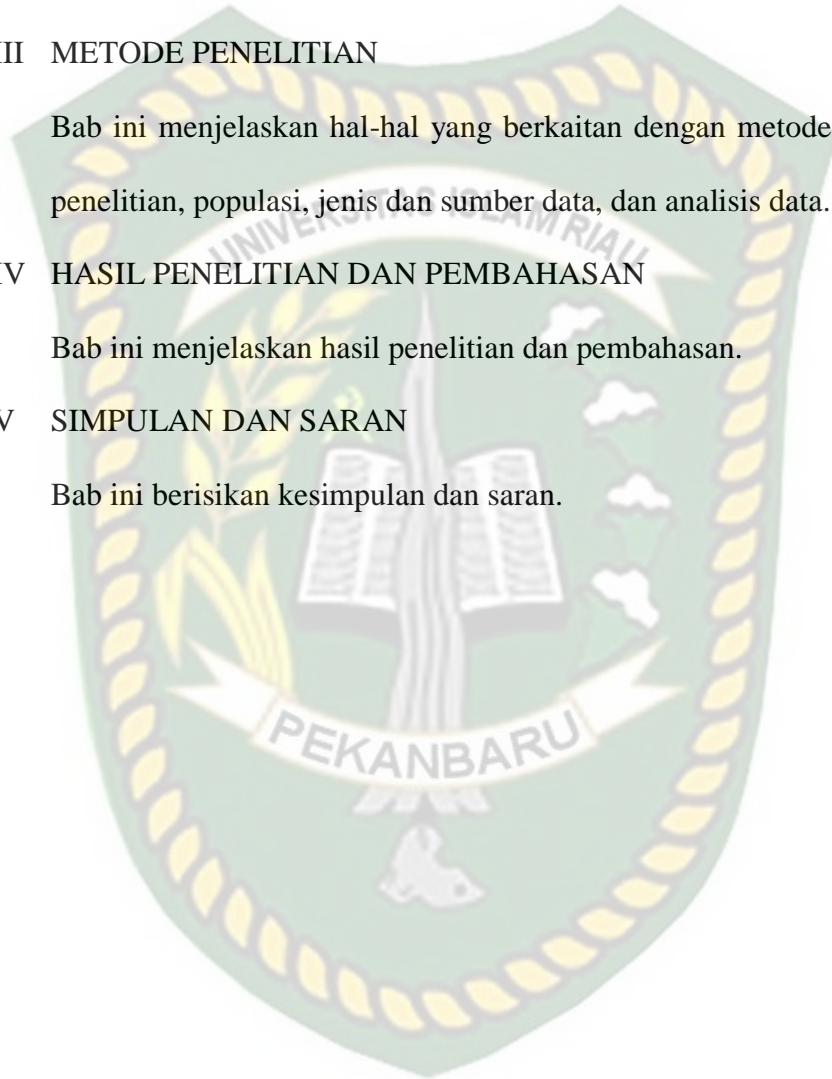 III METODE PENELITIAN
Bab ini menjelaskan hal-hal yang berkaitan dengan metode
penelitian, populasi, jenis dan sumber data, dan analisis data.
UNIVERSITAS ISLAM RIAU
IV HASIL PENELITIAN DAN PEMBAHASAN
Bab ini menjelaskan hasil penelitian dan pembahasan.
V SIMPULAN DAN SARAN
Bab ini berisikan kesimpulan dan saran.
PEKANBARU